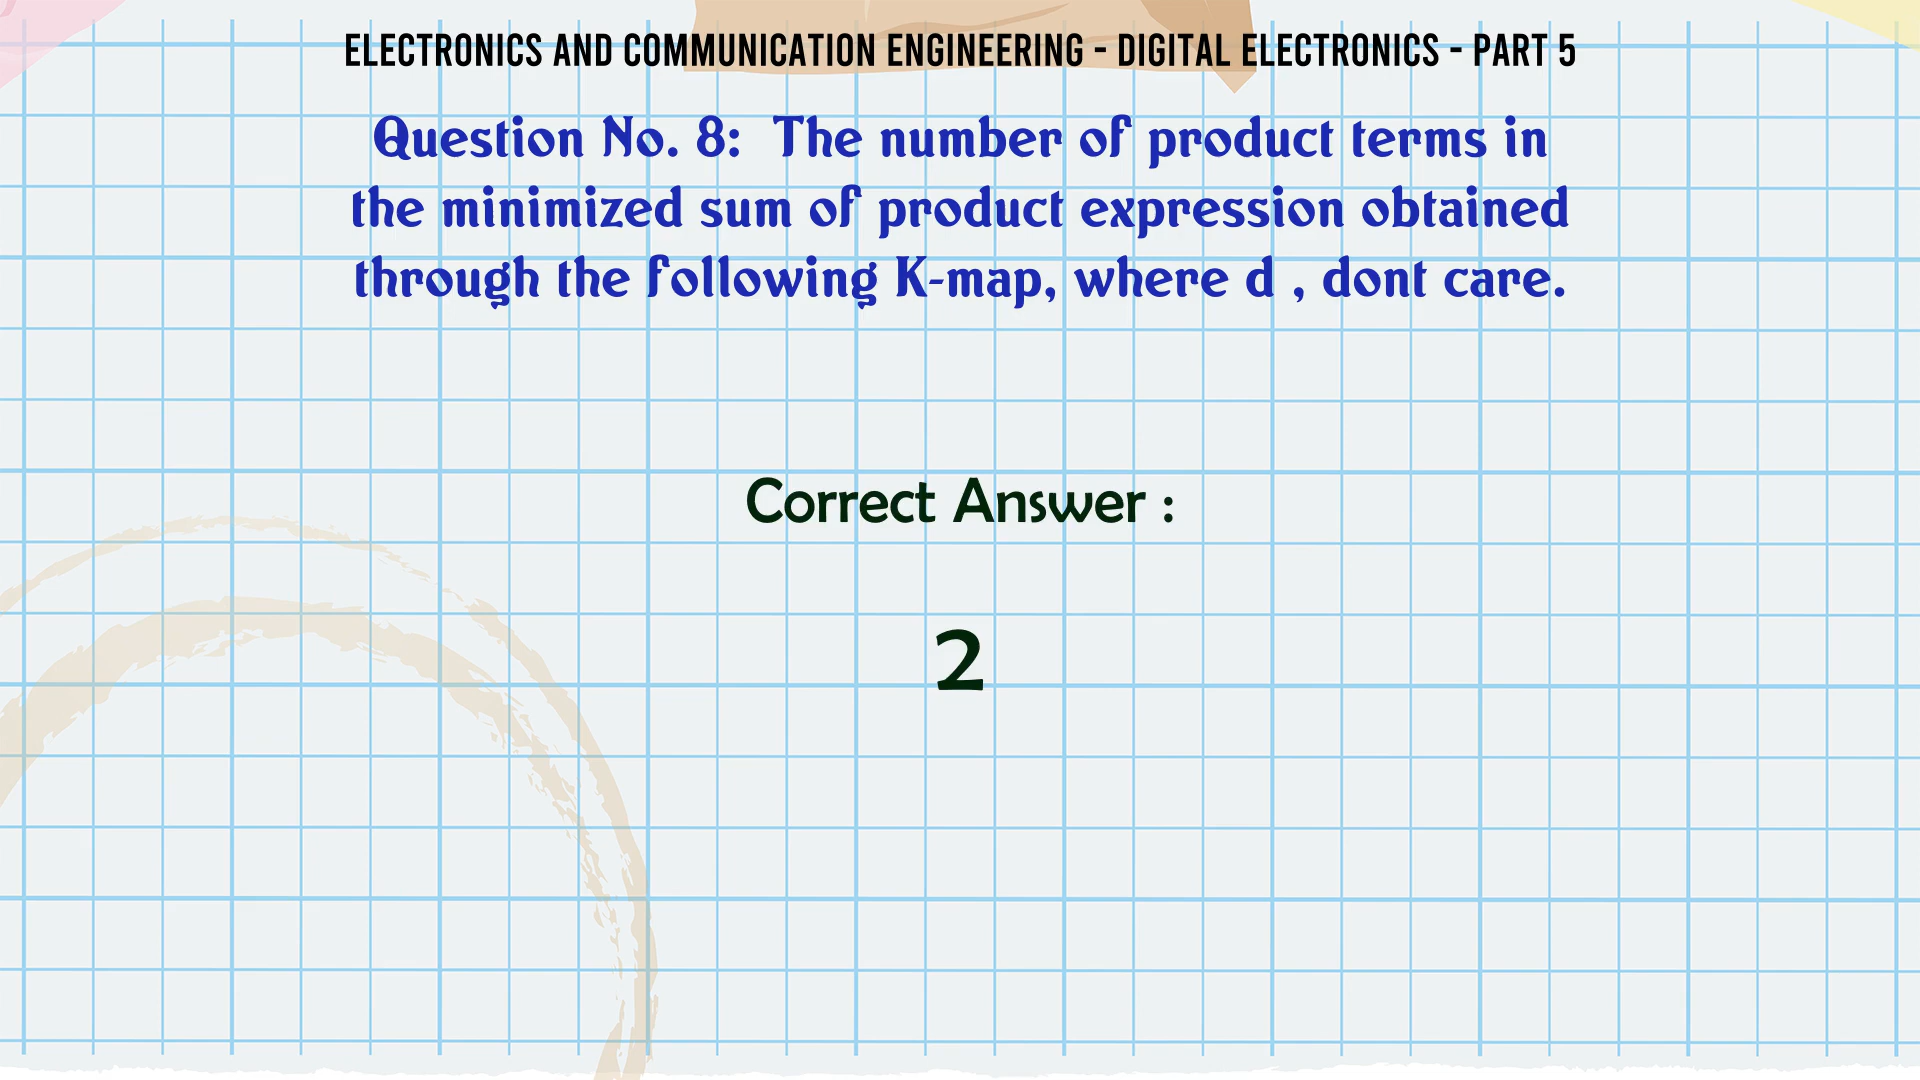 ELECTRONICS AND COMMUNICATION ENGINEERING - DIGITAL ELECTRONICS - PART 5
Question No. 8: The number of product terms in
the minimized sum of product expression obtained
through the following K-map, where d , dont care.
Correct Answer :
2